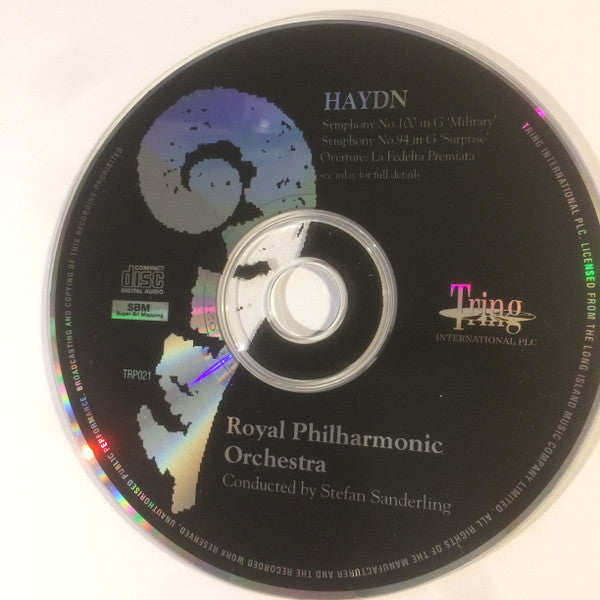 HAYDN
Symphony No.100 in G 'Military'
Symphony No.94 in G 'Surprise'
Overture: La Fedelta Premiata
see inlay for full details
COMPACT
disc
DIGITAL AUDIO
SBM
Super Bit Mapping
TRP021
Tring
Tring
INTERNATIONAL PLC
Royal Philharmonic
Orchestra
Conducted by Stefan Sanderling
TRING INTERNATIONAL PLC. LICENSED FROM THE LONG ISLAND MUSIC COMPANY LIMITED. ALL RIGHTS OF THE MANUFACTURER AND THE RECORDED WORK RESERVED. UNAUTHORISED PUBLIC PERFORMANCE, BROADCASTING AND COPYING OF THIS RECORDING PROHIBITED